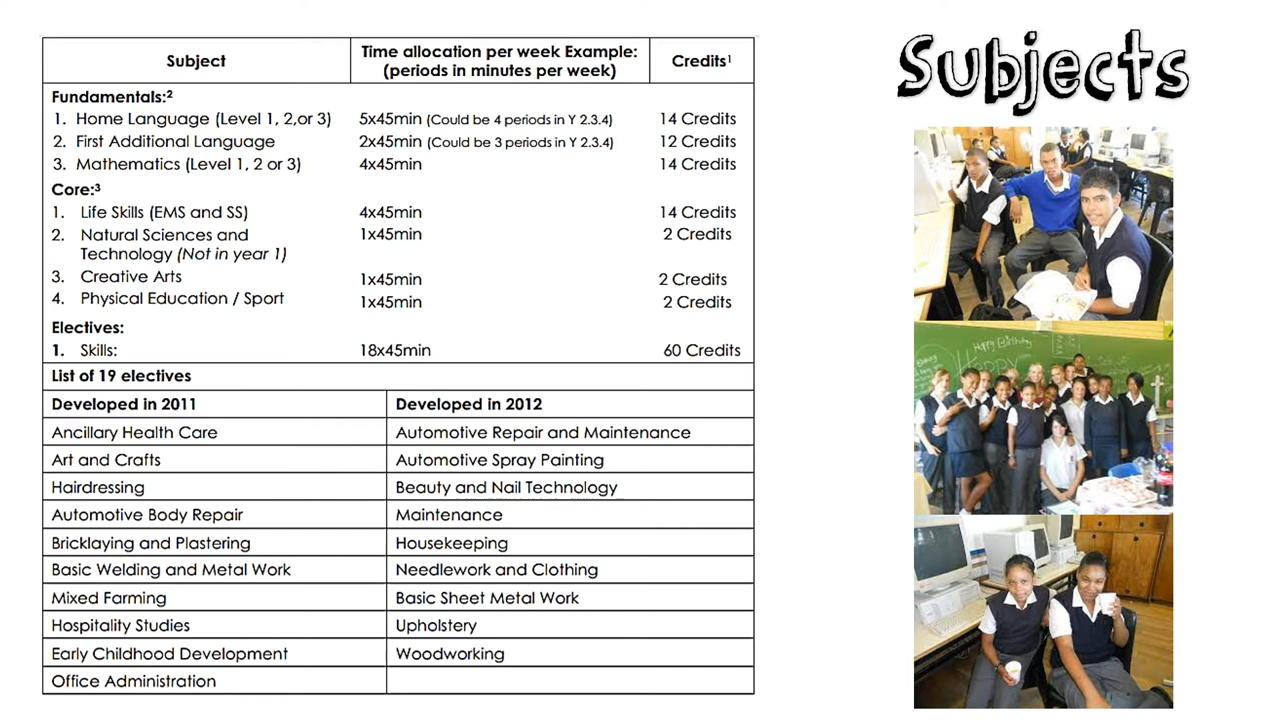 Subjects
Subject Time allocation per week Example: (periods in minutes per week) Credits¹
Fundamentals:²
1. Home Language (Level 1, 2,or 3) 5x45min (Could be 4 periods in Y 2.3.4) 14 Credits
2. First Additional Language 2x45min (Could be 3 periods in Y 2.3.4) 12 Credits
3. Mathematics (Level 1, 2 or 3) 4x45min 14 Credits
Core:³
1. Life Skills (EMS and SS) 4x45min 14 Credits
2. Natural Sciences and 1x45min 2 Credits
Technology (Not in year 1)
3. Creative Arts 1x45min 2 Credits
4. Physical Education / Sport 1x45min 2 Credits
Electives:
1. Skills: 18x45min 60 Credits
List of 19 electives
Developed in 2011 Developed in 2012
Ancillary Health Care Automotive Repair and Maintenance
Art and Crafts Automotive Spray Painting
Hairdressing Beauty and Nail Technology
Automotive Body Repair Maintenance
Bricklaying and Plastering Housekeeping
Basic Welding and Metal Work Needlework and Clothing
Mixed Farming Basic Sheet Metal Work
Hospitality Studies Upholstery
Early Childhood Development Woodworking
Office Administration
Happy Birthday
HAPPY